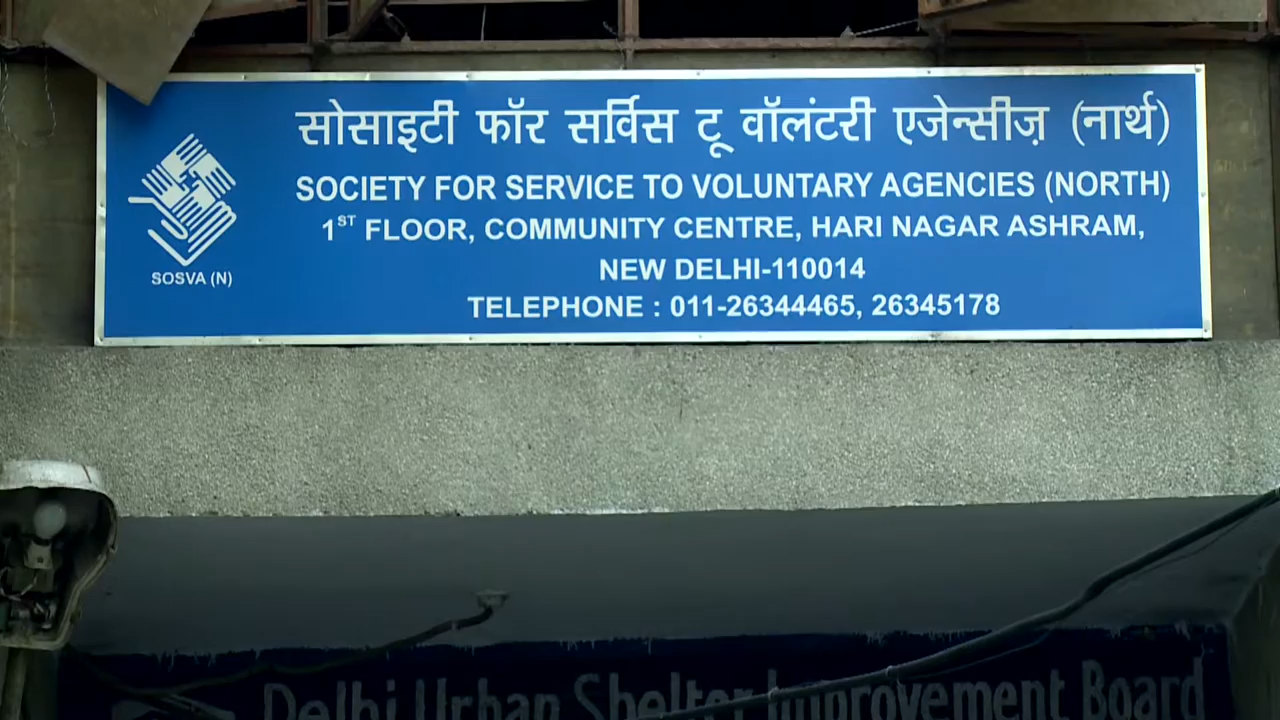 सोसाइटी फॉर सर्विस टू वॉलंटरी एजेन्सीज़ (नार्थ)
SOCIETY FOR SERVICE TO VOLUNTARY AGENCIES (NORTH)
1ST FLOOR, COMMUNITY CENTRE, HARI NAGAR ASHRAM,
NEW DELHI-110014
TELEPHONE : 011-26344465, 26345178
SOSVA (N)
Delhi Urban Shelter Improvement Board